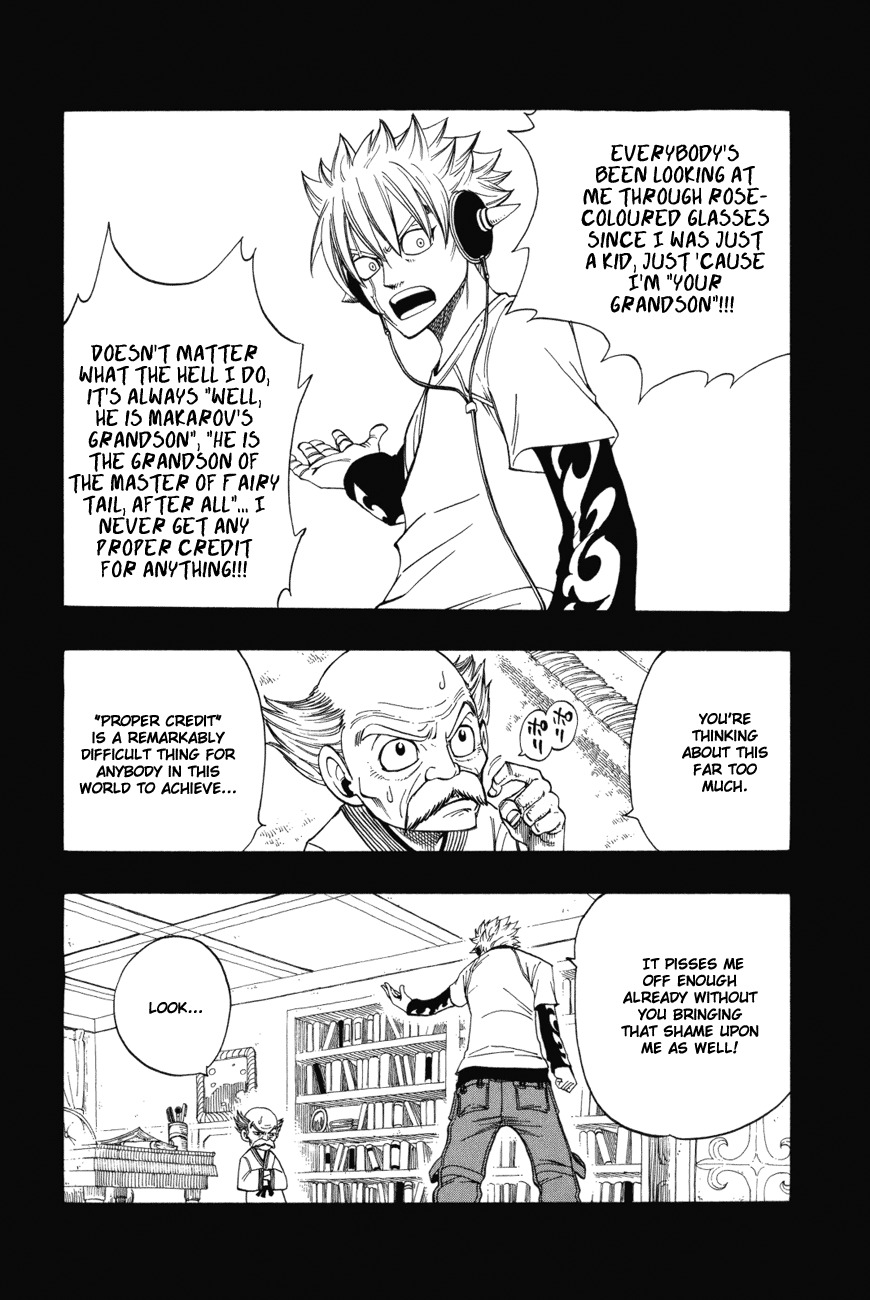 EVERYBODY'S
BEEN LOOKING AT
ME THROUGH ROSE-
COLOURED GLASSES
SINCE I WAS JUST
A KID, JUST 'CAUSE
I'M "YOUR
GRANDSON"!!!
DOESN'T MATTER
WHAT THE HELL I DO,
IT'S ALWAYS "WELL,
HE IS MAKAROV'S
GRANDSON", "HE IS
THE GRANDSON OF
THE MASTER OF FAIRY
TAIL, AFTER ALL"... I
NEVER GET ANY
PROPER CREDIT
FOR ANYTHING!!!
YOU'RE
THINKING
ABOUT THIS
FAR TOO
MUCH.
ポリ
ポリ
"PROPER CREDIT"
IS A REMARKABLY
DIFFICULT THING FOR
ANYBODY IN THIS
WORLD TO ACHIEVE...
IT PISSES ME
OFF ENOUGH
ALREADY WITHOUT
YOU BRINGING
THAT SHAME UPON
ME AS WELL!
LOOK...